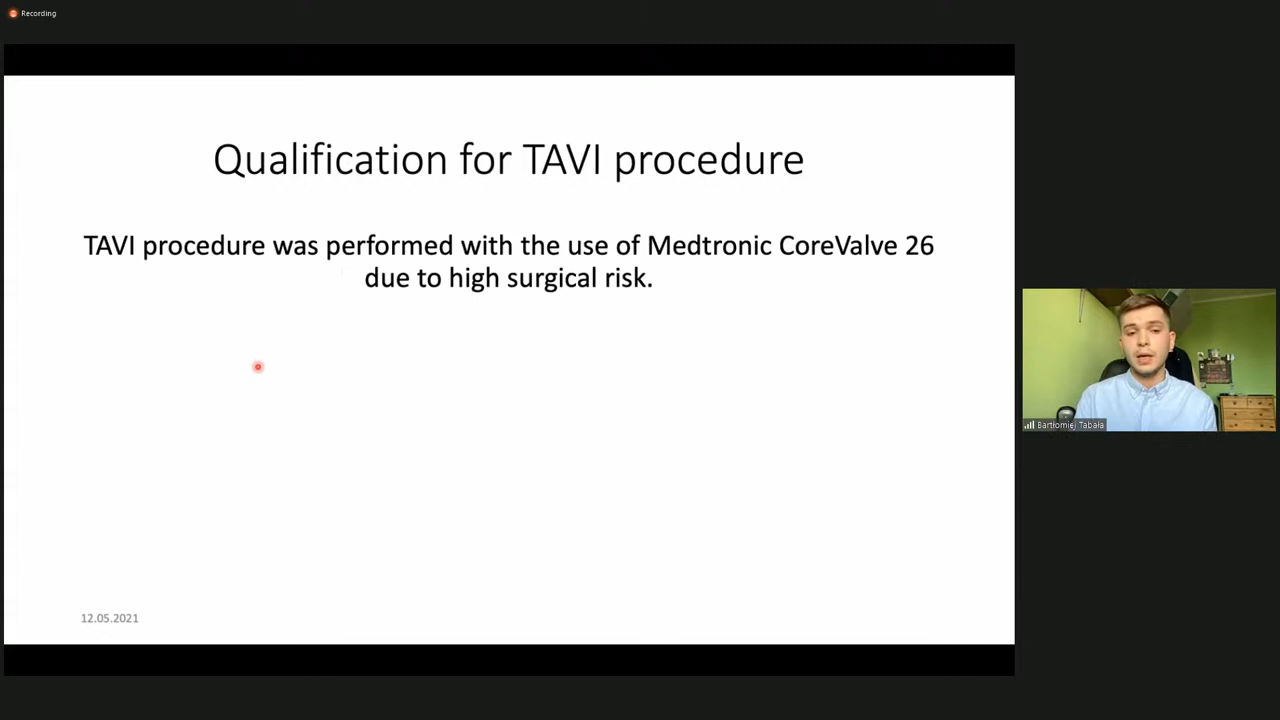 Recording
Qualification for TAVI procedure
TAVI procedure was performed with the use of Medtronic CoreValve 26
due to high surgical risk.
Bartłomiej Tabała
12.05.2021